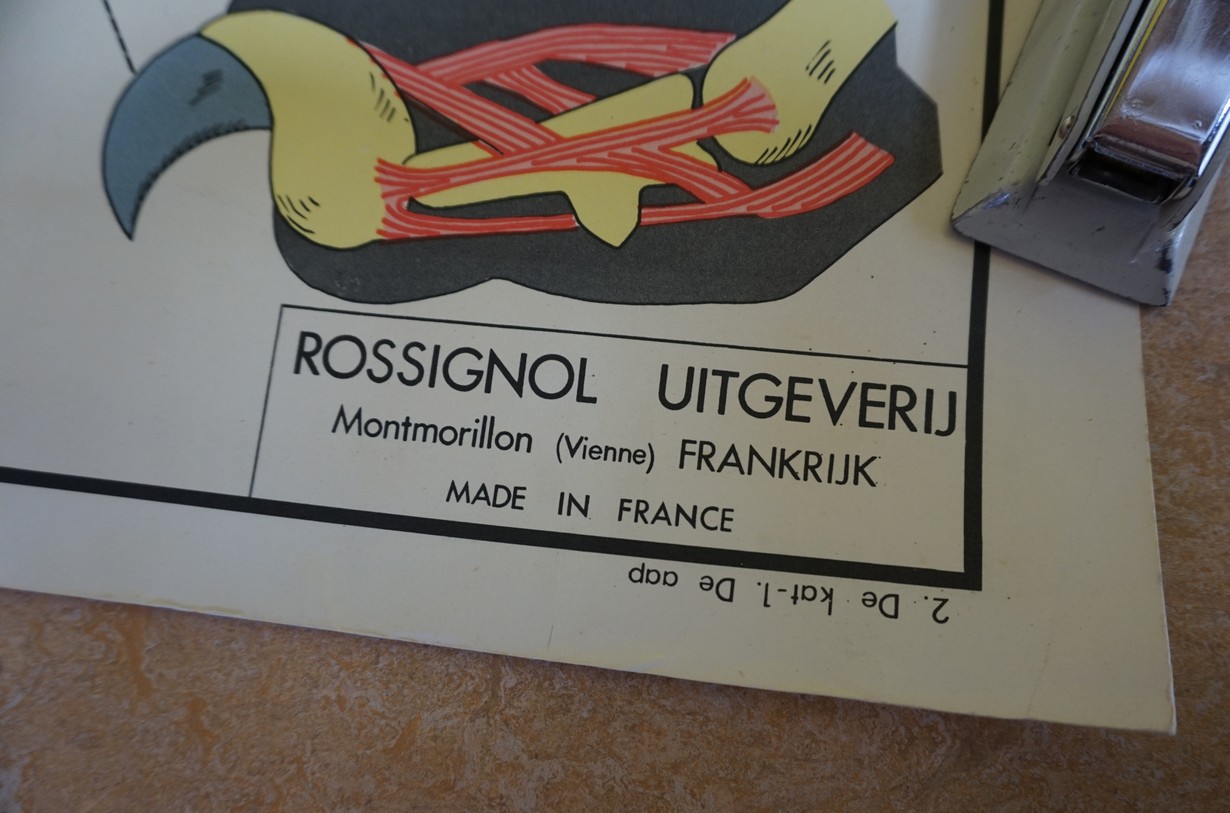 ROSSIGNOL UITGEVERIJ
Montmorillon (Vienne) FRANKRIJK
MADE IN FRANCE
2. De kat-1. De aap